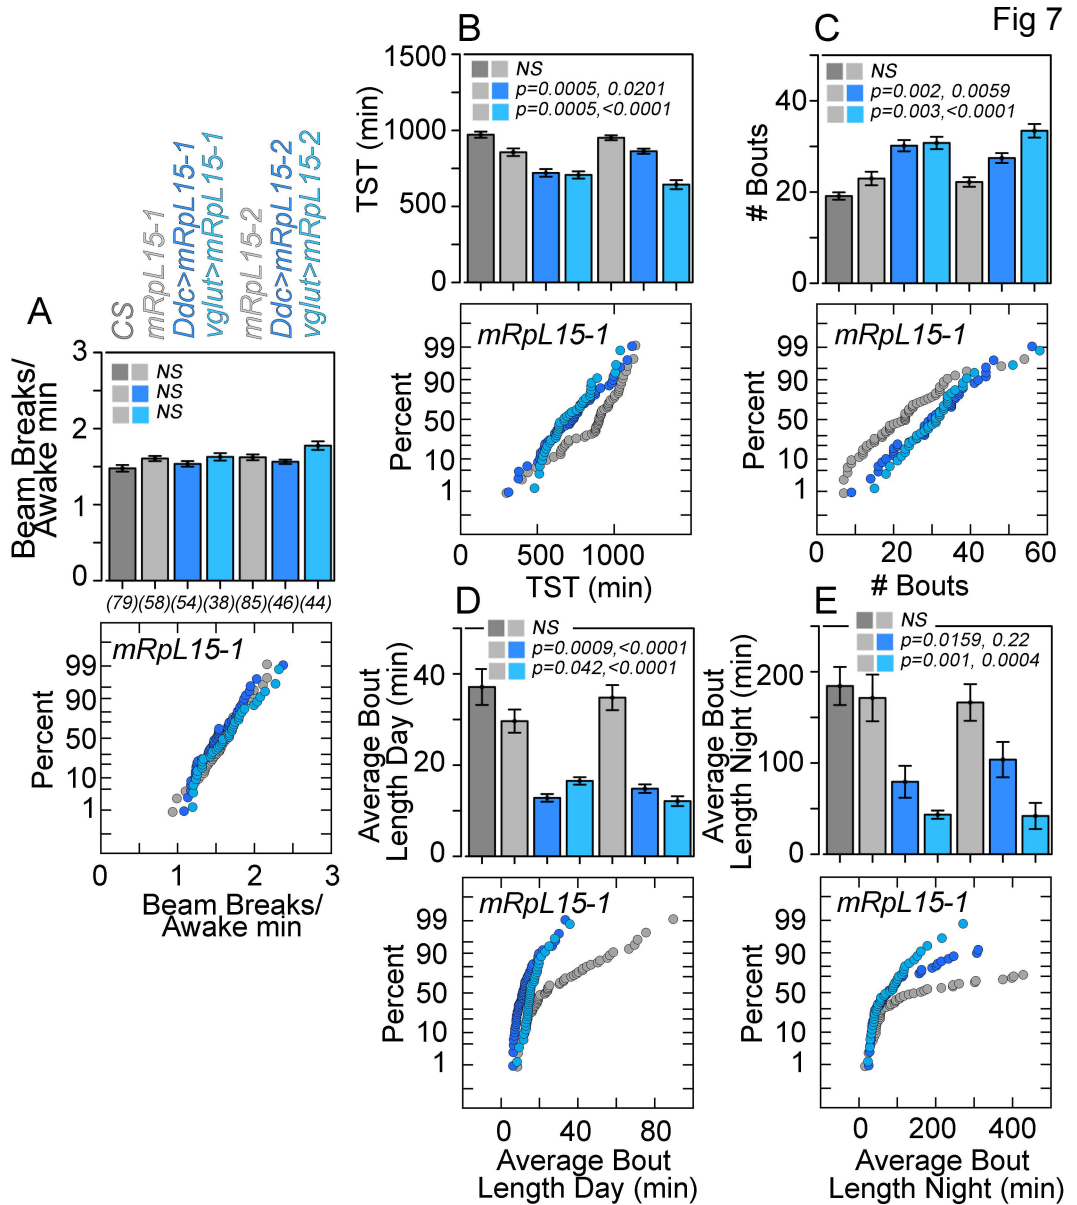 Fig 7
A
CS
mRpL15-1
Ddc>mRpL15-1
vglut>mRpL15-1
mRpL15-2
Ddc>mRpL15-2
vglut>mRpL15-2
Beam Breaks/
Awake min
3
2
1
0
NS
NS
NS
(79)(58)(54)(38)(85)(46)(44)
mRpL15-1
Percent
99
90
50
10
1
0 1 2 3
Beam Breaks/
Awake min
B
TST (min)
1500
1000
500
0
NS
p=0.0005, 0.0201
p=0.0005,<0.0001
mRpL15-1
Percent
99
90
50
10
1
0 500 1000
TST (min)
C
# Bouts
40
20
0
NS
p=0.002, 0.0059
p=0.003,<0.0001
mRpL15-1
Percent
99
90
50
10
1
0 20 40 60
# Bouts
D
Average Bout
Length Day (min)
40
20
0
NS
p=0.0009,<0.0001
p=0.042,<0.0001
mRpL15-1
Percent
99
90
50
10
1
0 40 80
Average Bout
Length Day (min)
E
Average Bout
Length Night (min)
200
100
0
NS
p=0.0159, 0.22
p=0.001, 0.0004
mRpL15-1
Percent
99
90
50
10
1
0 200 400
Average Bout
Length Night (min)